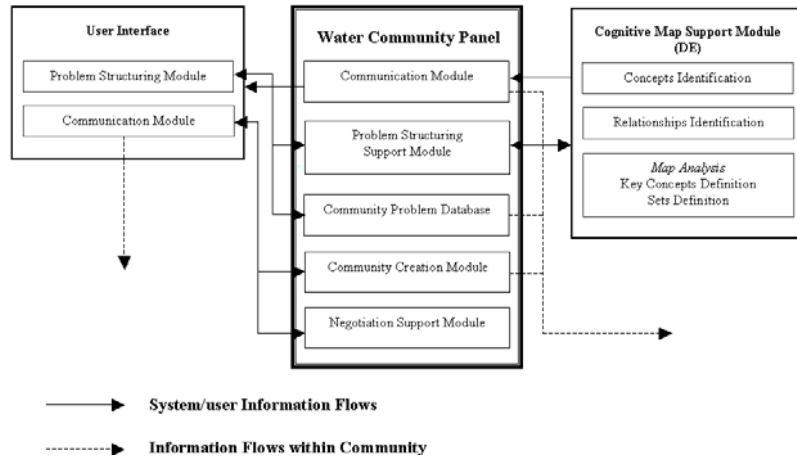 User Interface
Problem Structuring Module
Communication Module
Water Community Panel
Communication Module
Problem Structuring
Support Module
Community Problem Database
Community Creation Module
Negotiation Support Module
Cognitive Map Support Module
(DE)
Concepts Identification
Relationships Identification
Map Analysis
Key Concepts Definition
Sets Definition
System/user Information Flows
Information Flows within Community